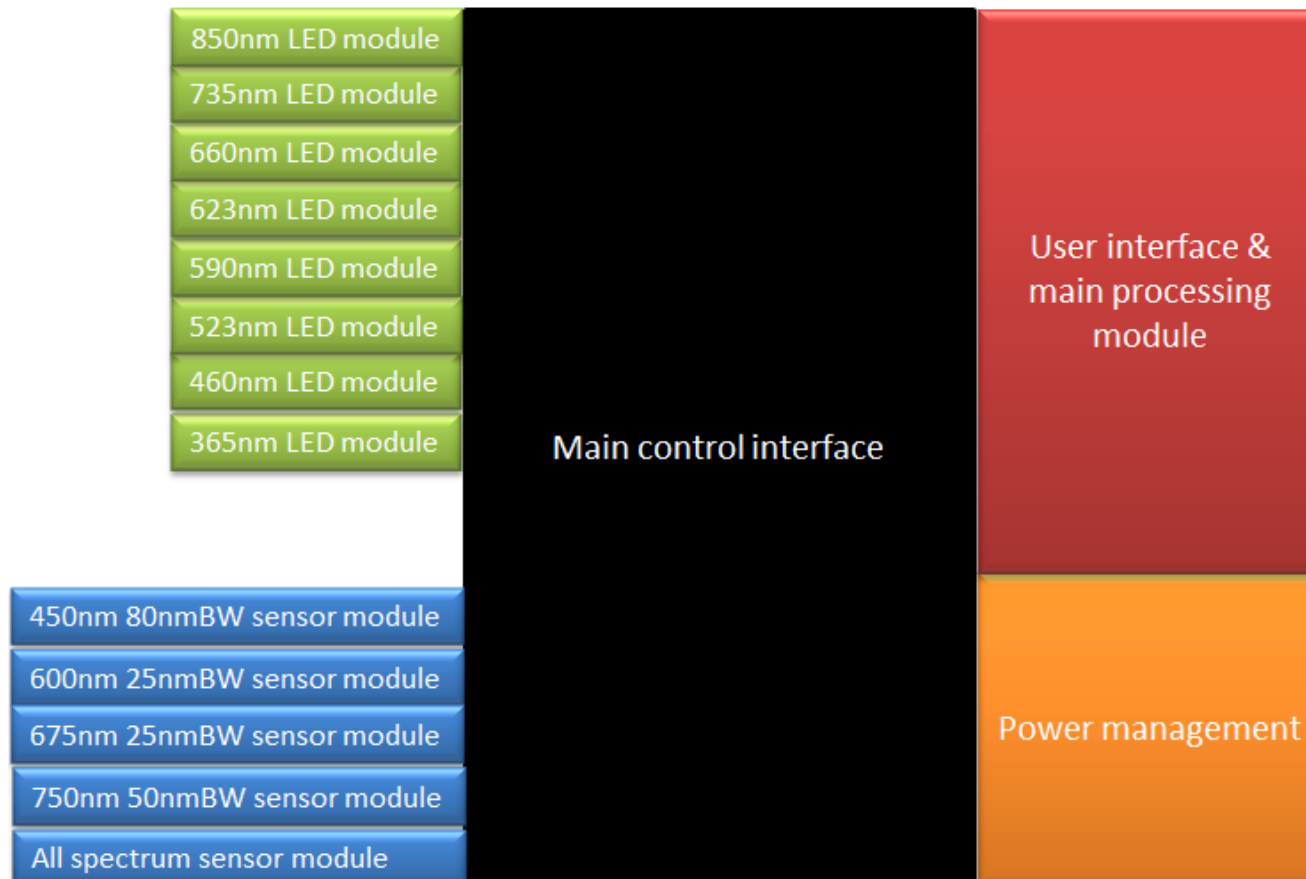 850nm LED module
735nm LED module
660nm LED module
623nm LED module
590nm LED module
523nm LED module
460nm LED module
365nm LED module
450nm 80nmBW sensor module
600nm 25nmBW sensor module
675nm 25nmBW sensor module
750nm 50nmBW sensor module
All spectrum sensor module
Main control interface
User interface &
main processing
module
Power management